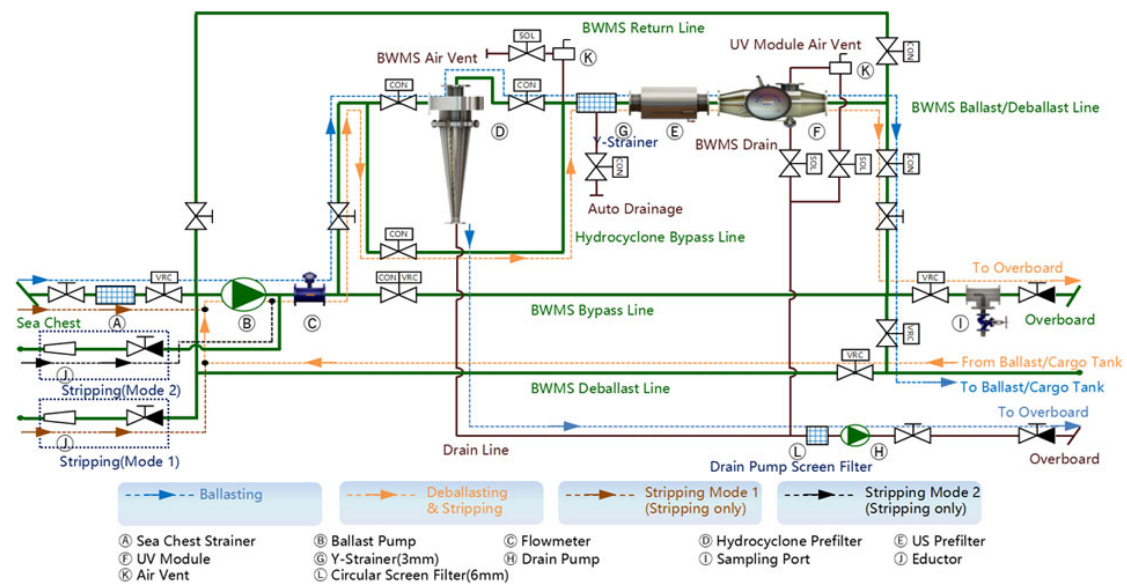 BWMS Return Line
SOL
Ⓚ
UV Module Air Vent
Ⓚ
CON
BWMS Air Vent
CON
CON
BWMS Ballast/Deballast Line
Ⓓ
Ⓖ
Ⓔ
Ⓕ
Y-Strainer
BWMS Drain
CON
SOL
SOL
CON
Auto Drainage
CON
Hydrocyclone Bypass Line
VRC
CON VRC
VRC
To Overboard
Sea Chest
Ⓐ
Ⓑ
Ⓒ
BWMS Bypass Line
Ⓘ
Overboard
VRC
Ⓙ
Stripping(Mode 2)
VRC
From Ballast/Cargo Tank
BWMS Deballast Line
To Ballast/Cargo Tank
To Overboard
Ⓙ
Stripping(Mode 1)
Drain Line
Ⓛ
Ⓗ
Drain Pump Screen Filter
Overboard
Ballasting
Deballasting
& Stripping
Stripping Mode 1
(Stripping only)
Stripping Mode 2
(Stripping only)
Ⓐ Sea Chest Strainer
Ⓑ Ballast Pump
Ⓒ Flowmeter
Ⓓ Hydrocyclone Prefilter
Ⓔ US Prefilter
Ⓕ UV Module
Ⓖ Y-Strainer(3mm)
Ⓗ Drain Pump
Ⓘ Sampling Port
Ⓙ Eductor
Ⓚ Air Vent
Ⓛ Circular Screen Filter(6mm)